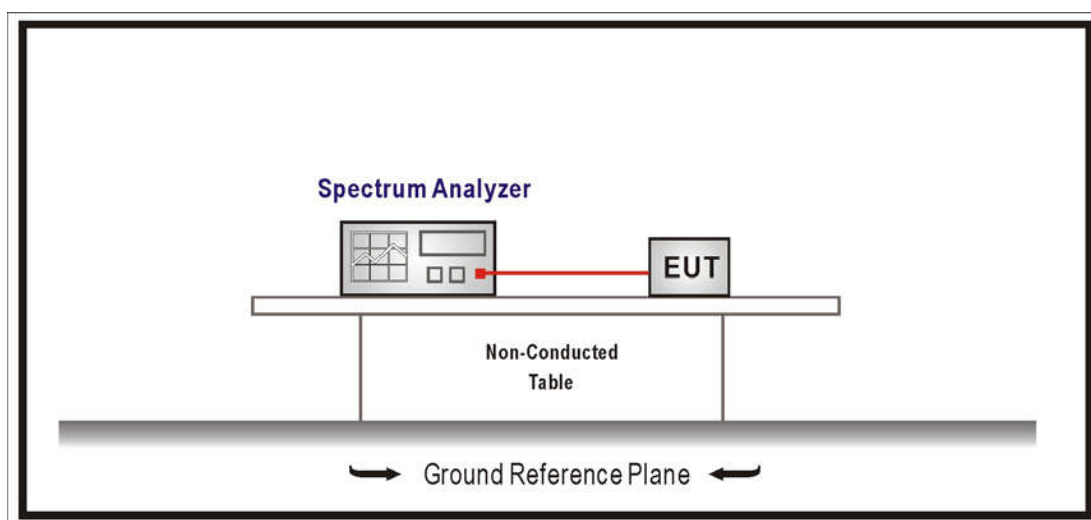 Spectrum Analyzer
EUT
Non-Conducted
Table
Ground Reference Plane